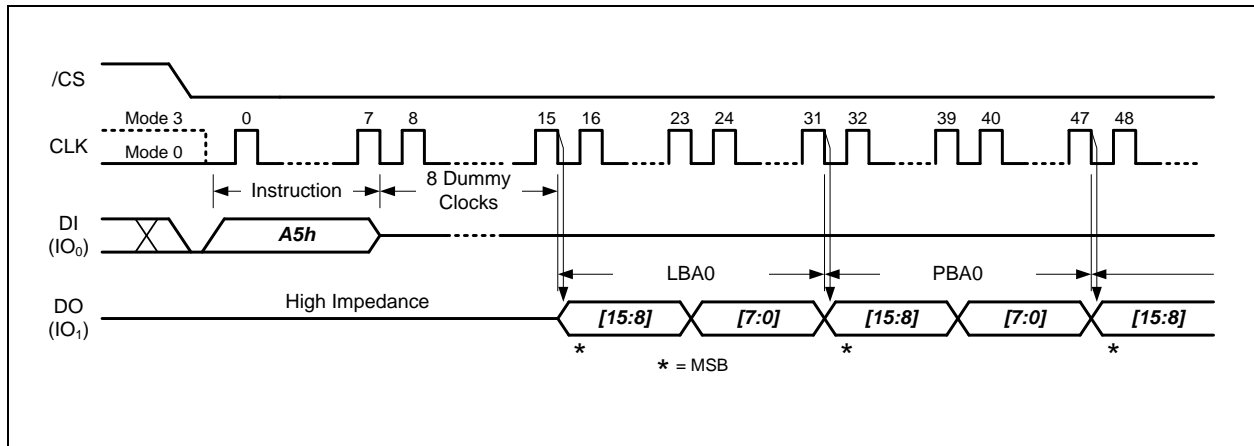 /CS
Mode 3
0 7 8 15 16 23 24 31 32 39 40 47 48
CLK
Mode 0
Instruction
8 Dummy
Clocks
DI
(IO₀)
A5h
LBA0
PBA0
DO
(IO₁)
High Impedance
[15:8] [7:0] [15:8] [7:0] [15:8]
* * *
* = MSB